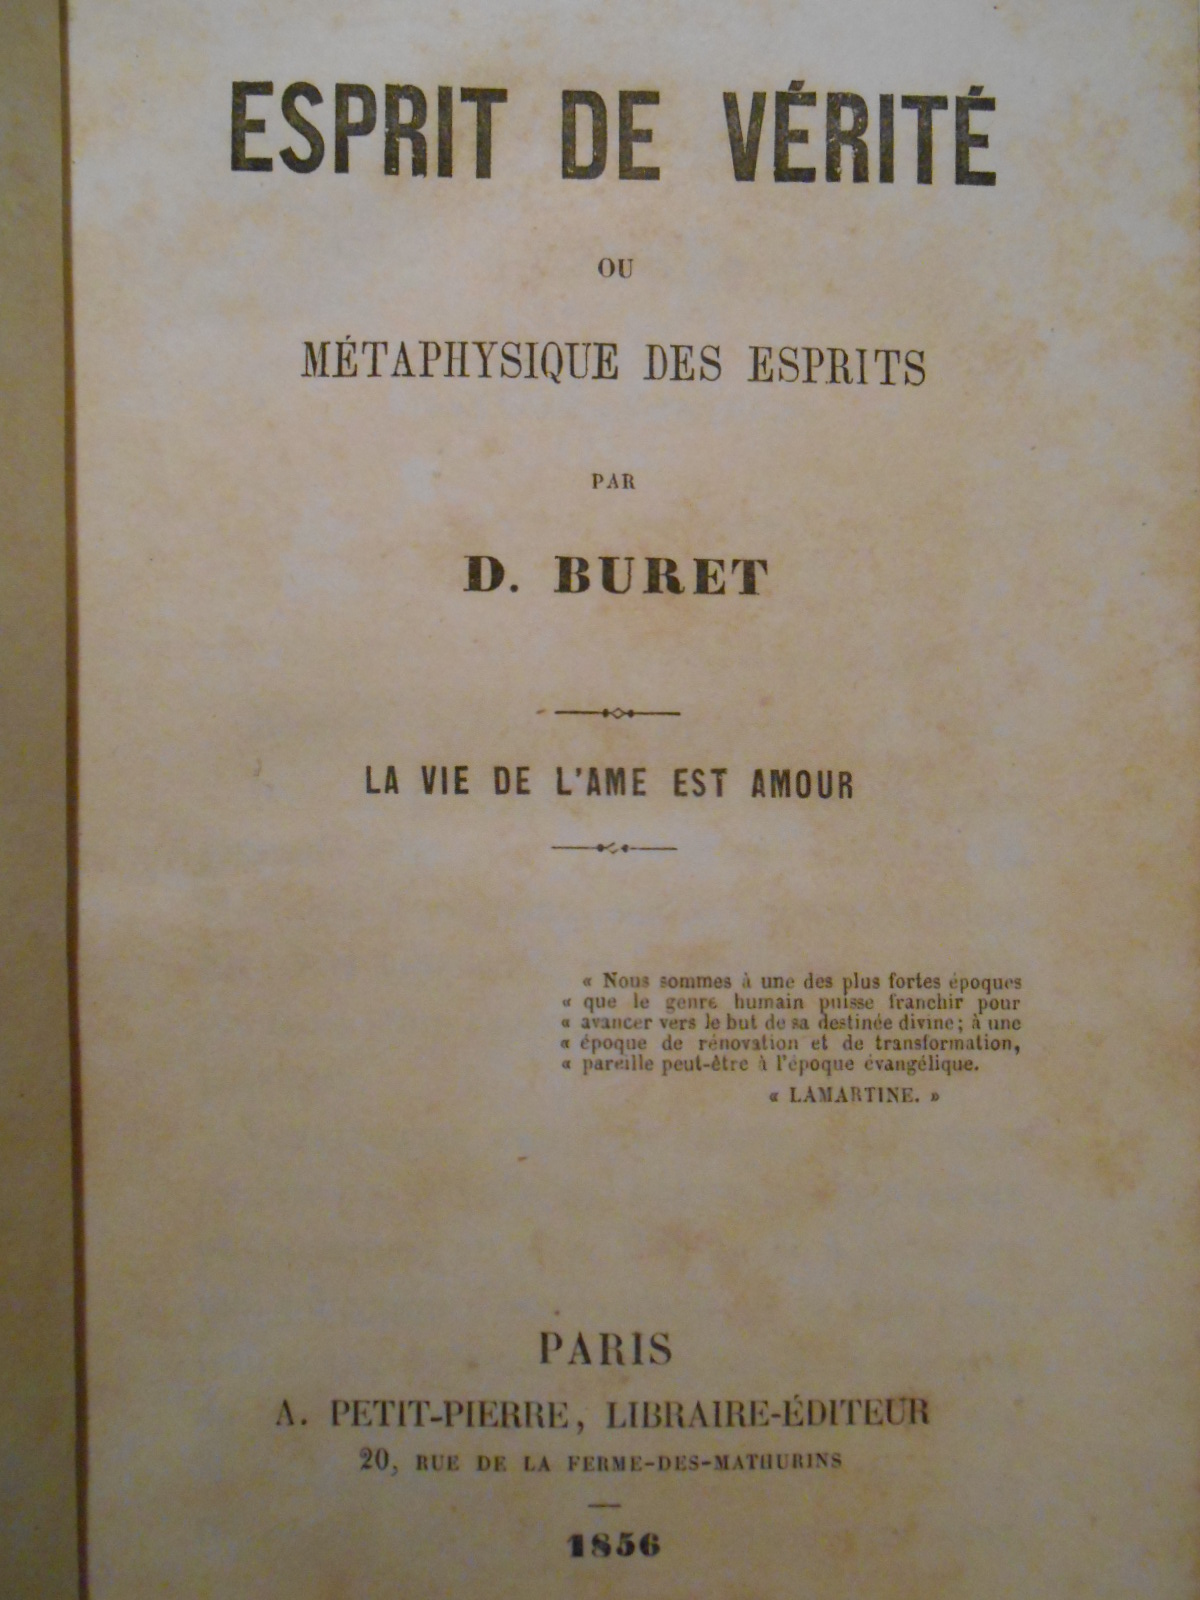 ESPRIT DE VÉRITÉ
OU
MÉTAPHYSIQUE DES ESPRITS
PAR
D. BURET
LA VIE DE L'AME EST AMOUR
« Nous sommes à une des plus fortes époques
« que le genre humain puisse franchir pour
« avancer vers le but de sa destinée divine; à une
« époque de rénovation et de transformation,
« pareille peut-être à l'époque évangélique.
« LAMARTINE. »
PARIS
A. PETIT-PIERRE, LIBRAIRE-ÉDITEUR
20, RUE DE LA FERME-DES-MATHURINS
1856